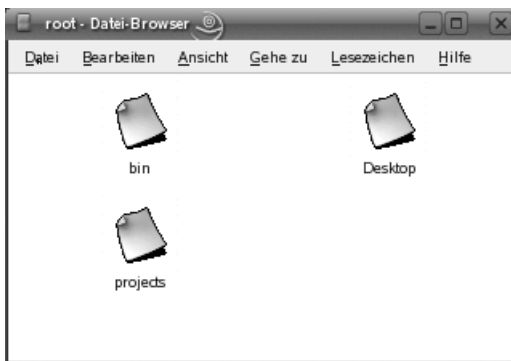 root - Datei-Browser
Datei Bearbeiten Ansicht Gehe zu Lesezeichen Hilfe
bin Desktop
projects